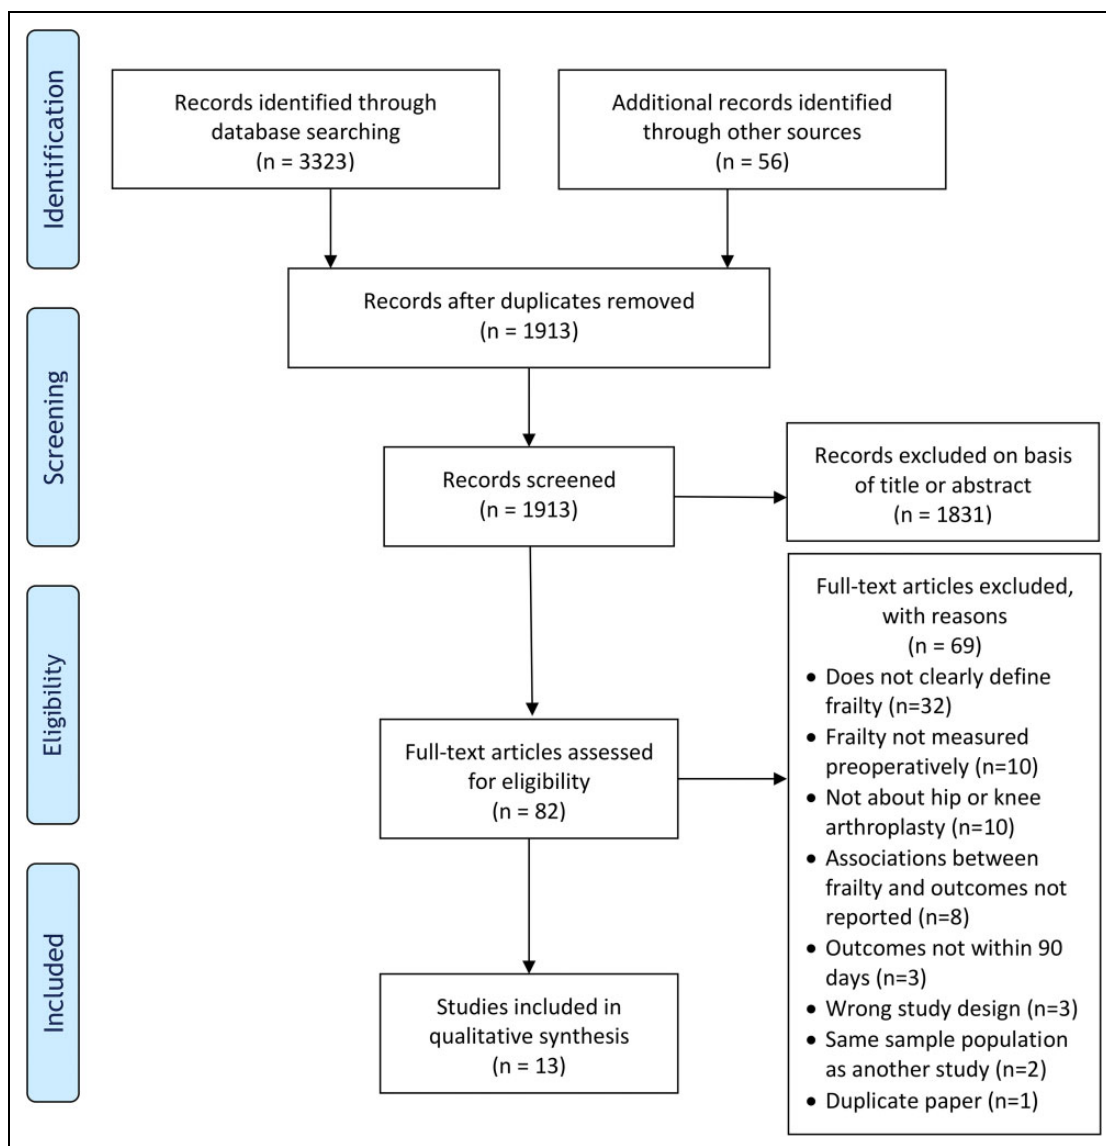 Identification
Records identified through
database searching
(n = 3323)
Additional records identified
through other sources
(n = 56)
Records after duplicates removed
(n = 1913)
Screening
Records screened
(n = 1913)
Records excluded on basis
of title or abstract
(n = 1831)
Eligibility
Full-text articles assessed
for eligibility
(n = 82)
Full-text articles excluded,
with reasons
(n = 69)
• Does not clearly define
frailty (n=32)
• Frailty not measured
preoperatively (n=10)
• Not about hip or knee
arthroplasty (n=10)
• Associations between
frailty and outcomes not
reported (n=8)
• Outcomes not within 90
days (n=3)
• Wrong study design (n=3)
• Same sample population
as another study (n=2)
• Duplicate paper (n=1)
Included
Studies included in
qualitative synthesis
(n = 13)